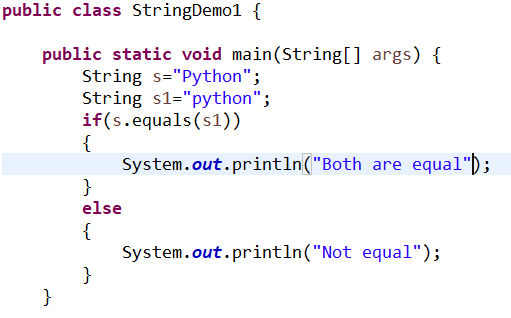 public class StringDemo1 {
public static void main(String[] args) {
String s="Python";
String s1="python";
if(s.equals(s1))
{
System.out.println("Both are equal");
}
else
{
System.out.println("Not equal");
}
}